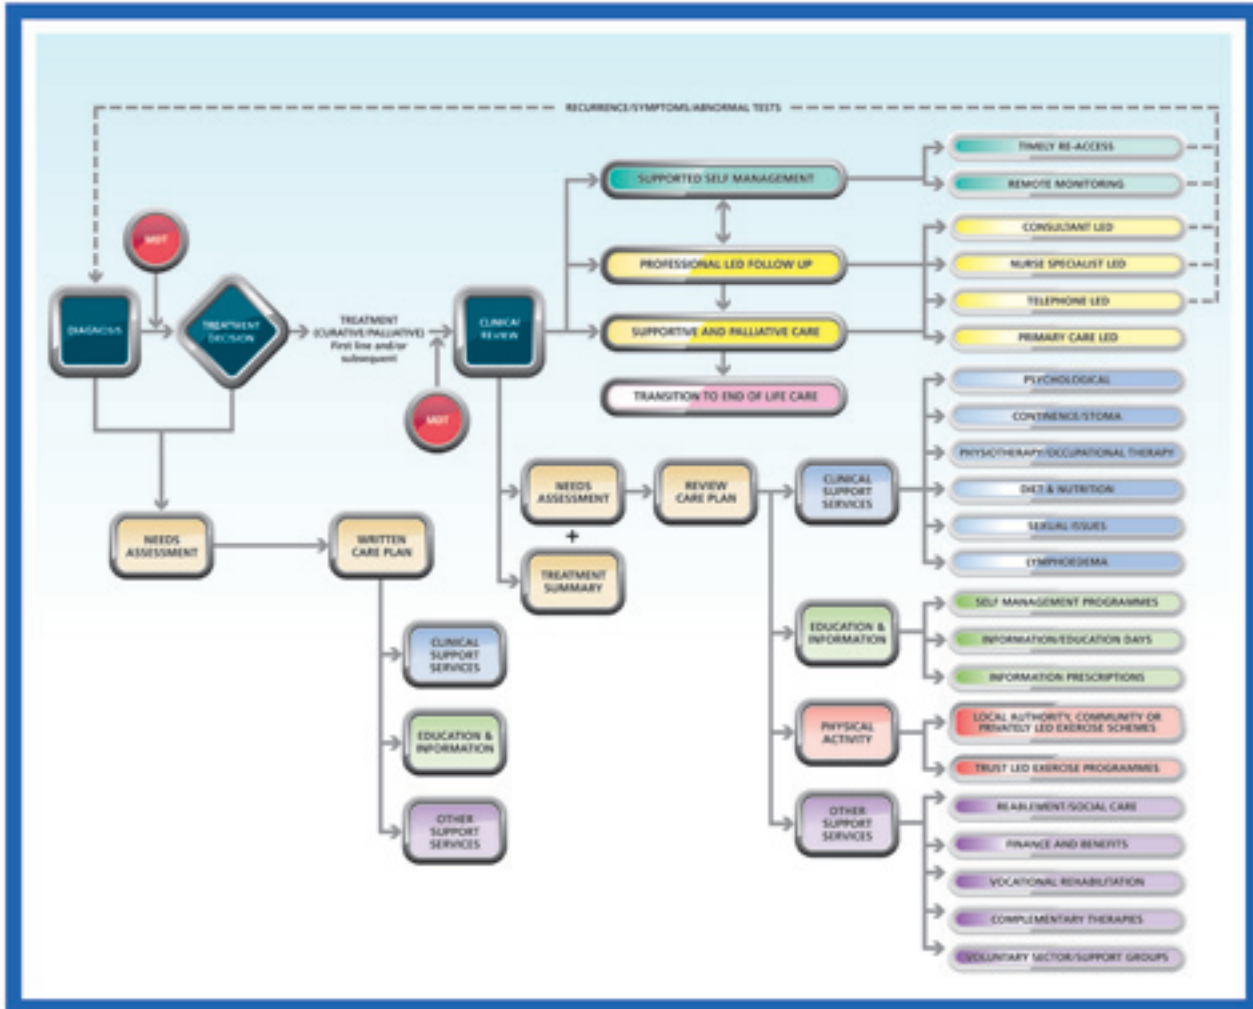 RECURRENCE/SYMPTOMS/ABNORMAL TESTS
MDT
DIAGNOSIS
TREATMENT
DECISION
TREATMENT
(CURATIVE/PALLIATIVE)
First line and/or
subsequent
MDT
CLINICAL
REVIEW
SUPPORTED SELF MANAGEMENT
PROFESSIONAL LED FOLLOW UP
SUPPORTIVE AND PALLIATIVE CARE
TRANSITION TO END OF LIFE CARE
TIMELY RE-ACCESS
REMOTE MONITORING
CONSULTANT LED
NURSE SPECIALIST LED
TELEPHONE LED
PRIMARY CARE LED
NEEDS
ASSESSMENT
WRITTEN
CARE PLAN
CLINICAL
SUPPORT
SERVICES
EDUCATION &
INFORMATION
OTHER
SUPPORT
SERVICES
NEEDS
ASSESSMENT
+
TREATMENT
SUMMARY
REVIEW
CARE PLAN
CLINICAL
SUPPORT
SERVICES
PSYCHOLOGICAL
CONTINENCE/STOMA
PHYSIOTHERAPY/OCCUPATIONAL THERAPY
DIET & NUTRITION
SEXUAL ISSUES
LYMPHOEDEMA
EDUCATION &
INFORMATION
SELF MANAGEMENT PROGRAMMES
INFORMATION/EDUCATION DAYS
INFORMATION PRESCRIPTIONS
PHYSICAL
ACTIVITY
LOCAL AUTHORITY, COMMUNITY OR
PRIVATELY LED EXERCISE SCHEMES
TRUST LED EXERCISE PROGRAMMES
OTHER
SUPPORT
SERVICES
REABLEMENT/SOCIAL CARE
FINANCE AND BENEFITS
VOCATIONAL REHABILITATION
COMPLEMENTARY THERAPIES
VOLUNTARY SECTOR/SUPPORT GROUPS